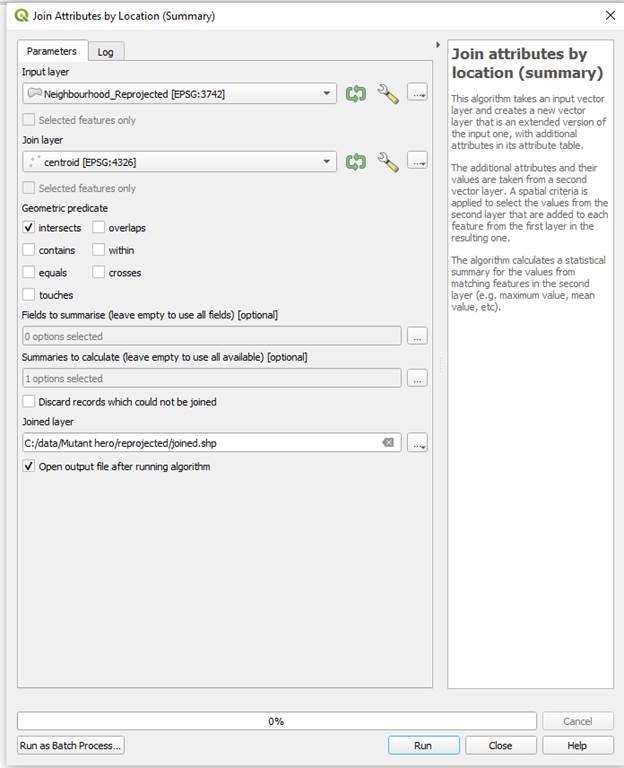 Join Attributes by Location (Summary)
Parameters
Log
Input layer
Neighbourhood_Reprojected [EPSG:3742]
...
Selected features only
Join layer
centroid [EPSG:4326]
...
Selected features only
Geometric predicate
intersects
overlaps
contains
within
equals
crosses
touches
Fields to summarise (leave empty to use all fields) [optional]
0 options selected
...
Summaries to calculate (leave empty to use all available) [optional]
1 options selected
...
Discard records which could not be joined
Joined layer
C:/data/Mutant hero/reprojected/joined.shp
...
Open output file after running algorithm
Join attributes by
location (summary)
This algorithm takes an input vector
layer and creates a new vector
layer that is an extended version of
the input one, with additional
attributes in its attribute table.
The additional attributes and their
values are taken from a second
vector layer. A spatial criteria is
applied to select the values from the
second layer that are added to each
feature from the first layer in the
resulting one.
The algorithm calculates a statistical
summary for the values from
matching features in the second
layer (e.g. maximum value, mean
value, etc).
0%
Cancel
Run as Batch Process...
Run
Close
Help